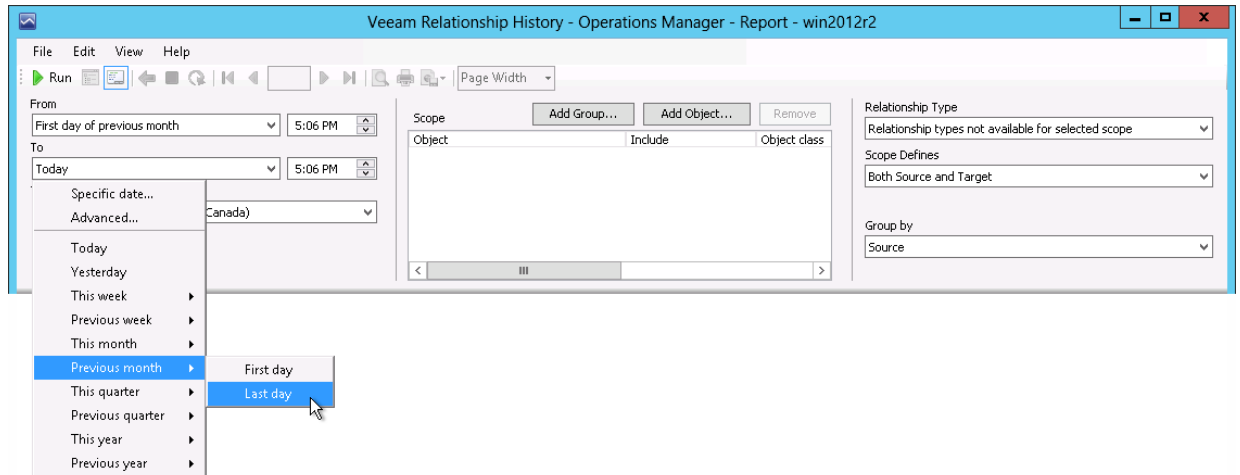 Veeam Relationship History - Operations Manager - Report - win2012r2
File Edit View Help
Run Page Width
From
First day of previous month 5:06 PM
To
Today 5:06 PM
Canada)
Specific date...
Advanced...
Today
Yesterday
This week
Previous week
This month
Previous month
This quarter
Previous quarter
This year
Previous year
First day
Last day
Scope Add Group... Add Object... Remove
Object Include Object class
Relationship Type
Relationship types not available for selected scope
Scope Defines
Both Source and Target
Group by
Source